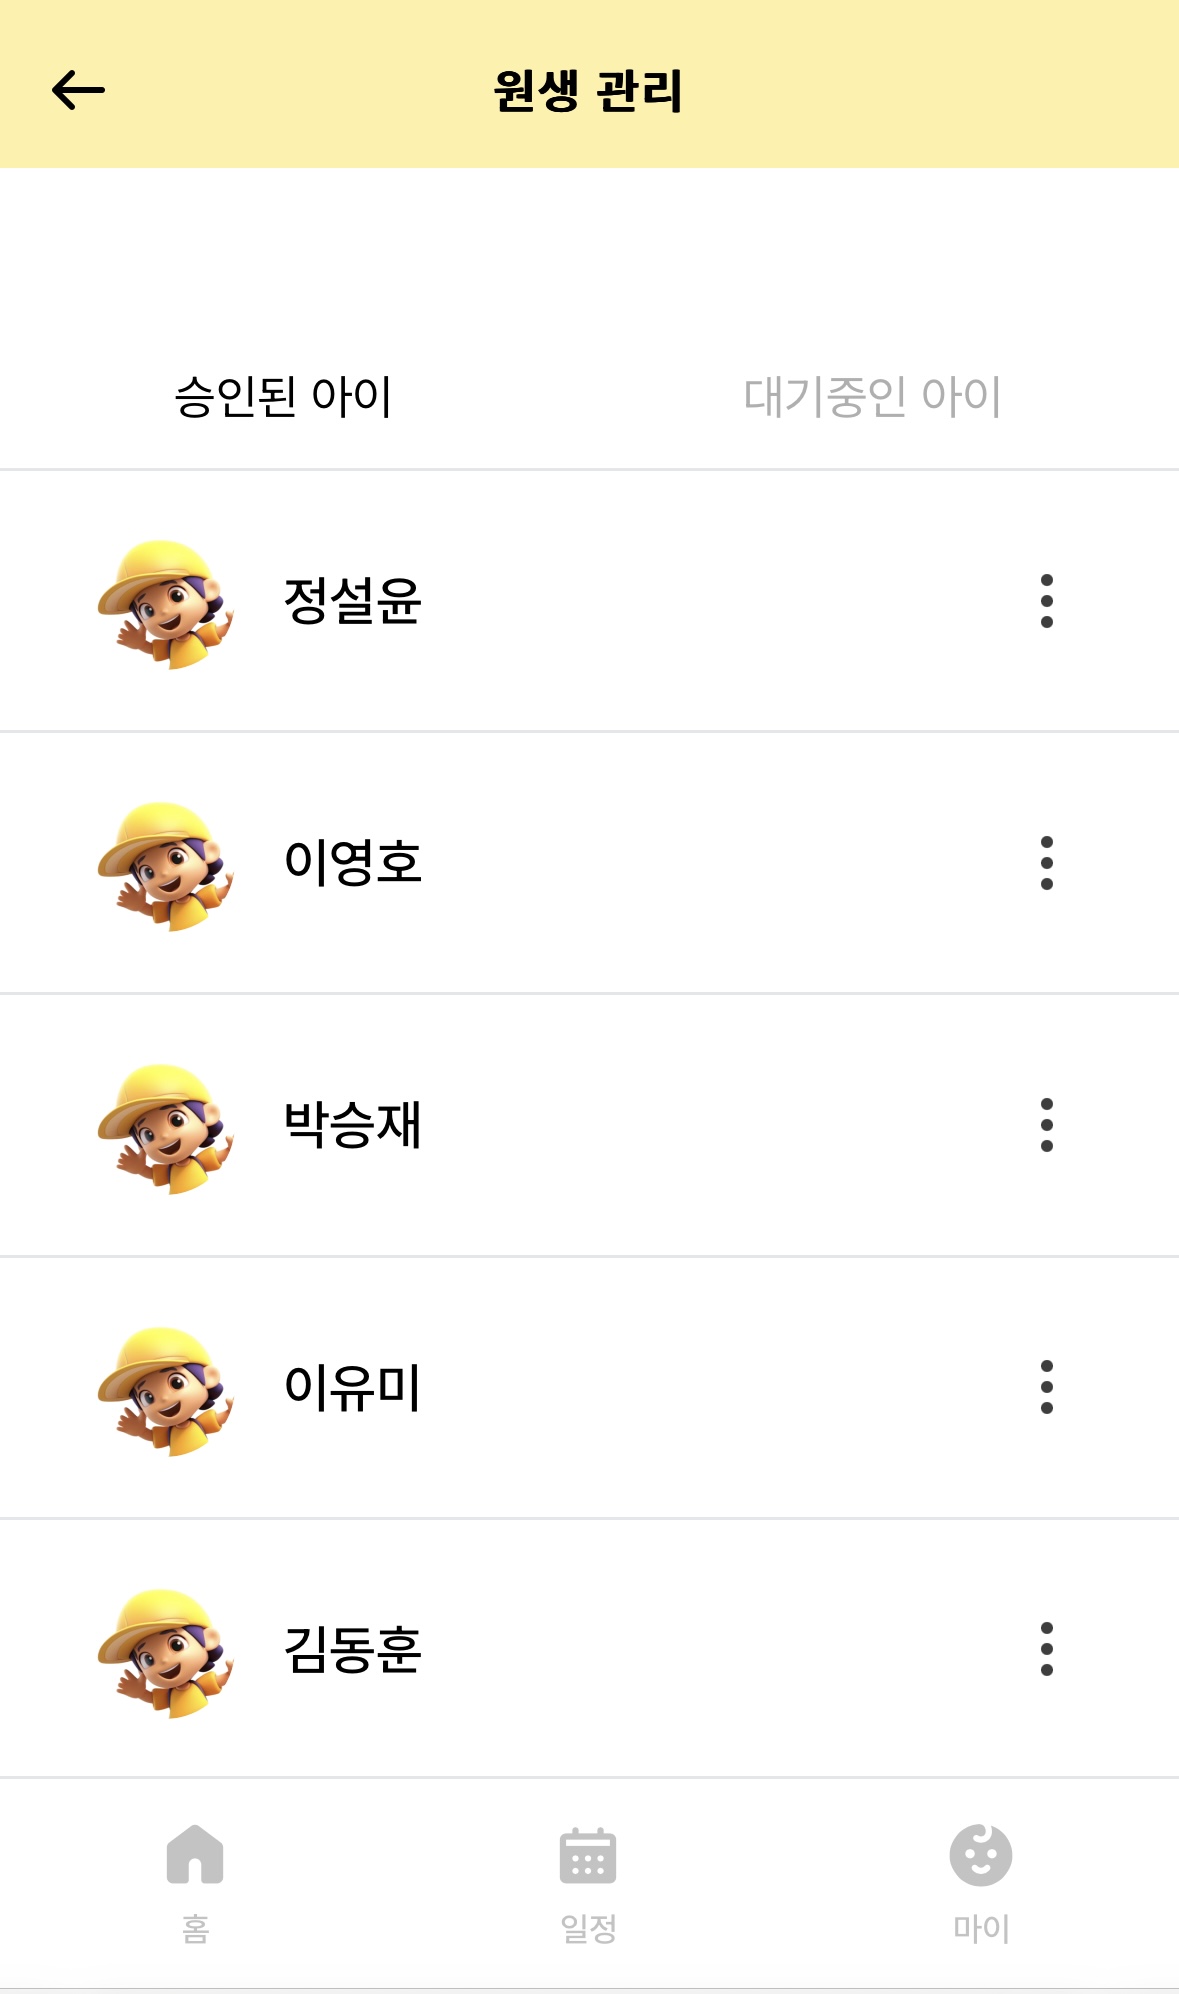 원생 관리
승인된 아이
대기중인 아이
정설윤
이영호
박승재
이유미
김동훈
홈
일정
마이